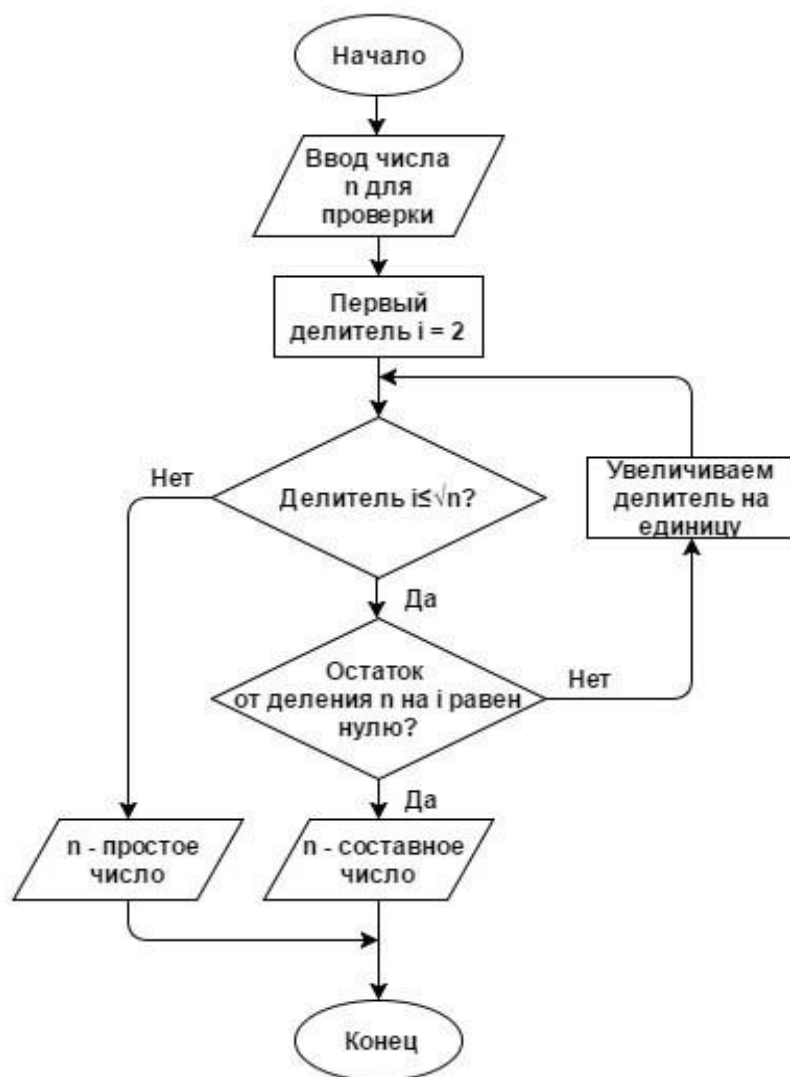 Начало
Ввод числа
n для
проверки
Первый
делитель i = 2
Нет
Делитель i≤√n?
Увеличиваем
делитель на
единицу
Да
Остаток
от деления n на i равен
нулю?
Нет
Да
n - простое
число
n - составное
число
Конец